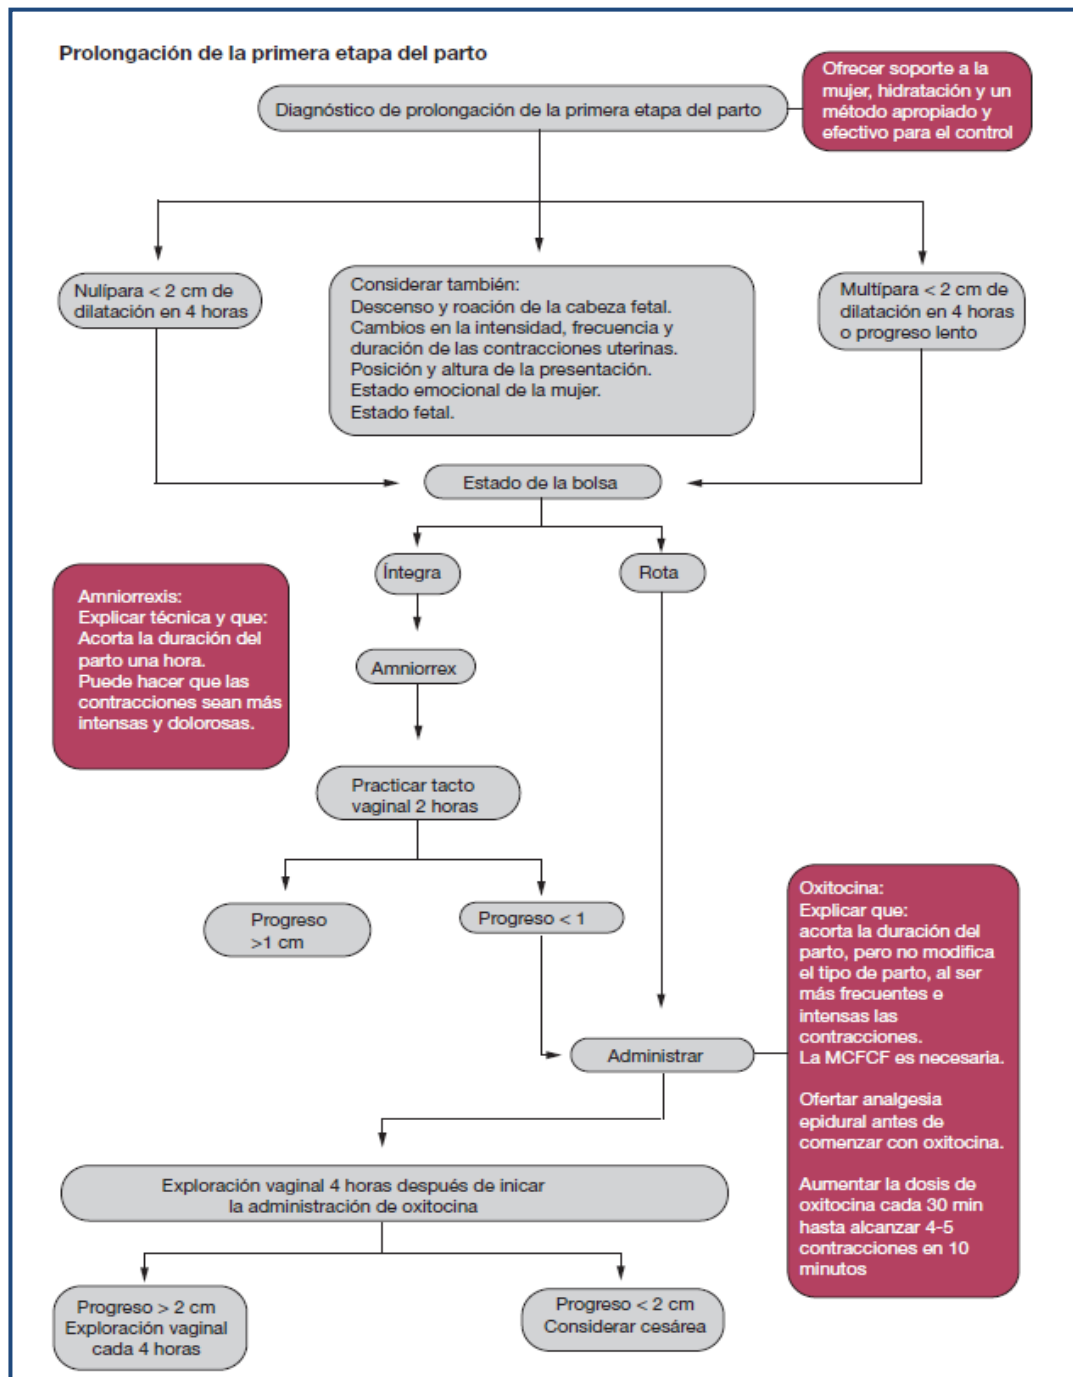 Prolongación de la primera etapa del parto
Diagnóstico de prolongación de la primera etapa del parto
Ofrecer soporte a la
mujer, hidratación y un
método apropiado y
efectivo para el control
Nulípara < 2 cm de
dilatación en 4 horas
Considerar también:
Descenso y roación de la cabeza fetal.
Cambios en la intensidad, frecuencia y
duración de las contracciones uterinas.
Posición y altura de la presentación.
Estado emocional de la mujer.
Estado fetal.
Multípara < 2 cm de
dilatación en 4 horas
o progreso lento
Estado de la bolsa
Íntegra
Rota
Amniorrexis:
Explicar técnica y que:
Acorta la duración del
parto una hora.
Puede hacer que las
contracciones sean más
intensas y dolorosas.
Amniorrex
Practicar tacto
vaginal 2 horas
Progreso
>1 cm
Progreso < 1
Oxitocina:
Explicar que:
acorta la duración del
parto, pero no modifica
el tipo de parto, al ser
más frecuentes e
intensas las
contracciones.
La MCFCF es necesaria.
Ofertar analgesia
epidural antes de
comenzar con oxitocina.
Aumentar la dosis de
oxitocina cada 30 min
hasta alcanzar 4-5
contracciones en 10
minutos
Administrar
Exploración vaginal 4 horas después de inicar
la administración de oxitocina
Progreso > 2 cm
Exploración vaginal
cada 4 horas
Progreso < 2 cm
Considerar cesárea